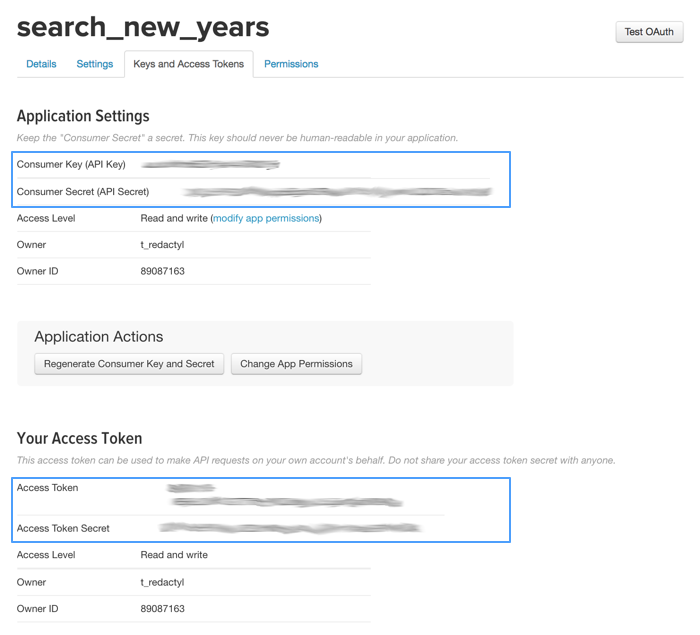 search_new_years
Test OAuth
Details Settings Keys and Access Tokens Permissions
Application Settings
Keep the "Consumer Secret" a secret. This key should never be human-readable in your application.
Consumer Key (API Key)
Consumer Secret (API Secret)
Access Level Read and write (modify app permissions)
Owner t_redactyl
Owner ID 89087163
Application Actions
Regenerate Consumer Key and Secret Change App Permissions
Your Access Token
This access token can be used to make API requests on your own account's behalf. Do not share your access token secret with anyone.
Access Token
Access Token Secret
Access Level Read and write
Owner t_redactyl
Owner ID 89087163